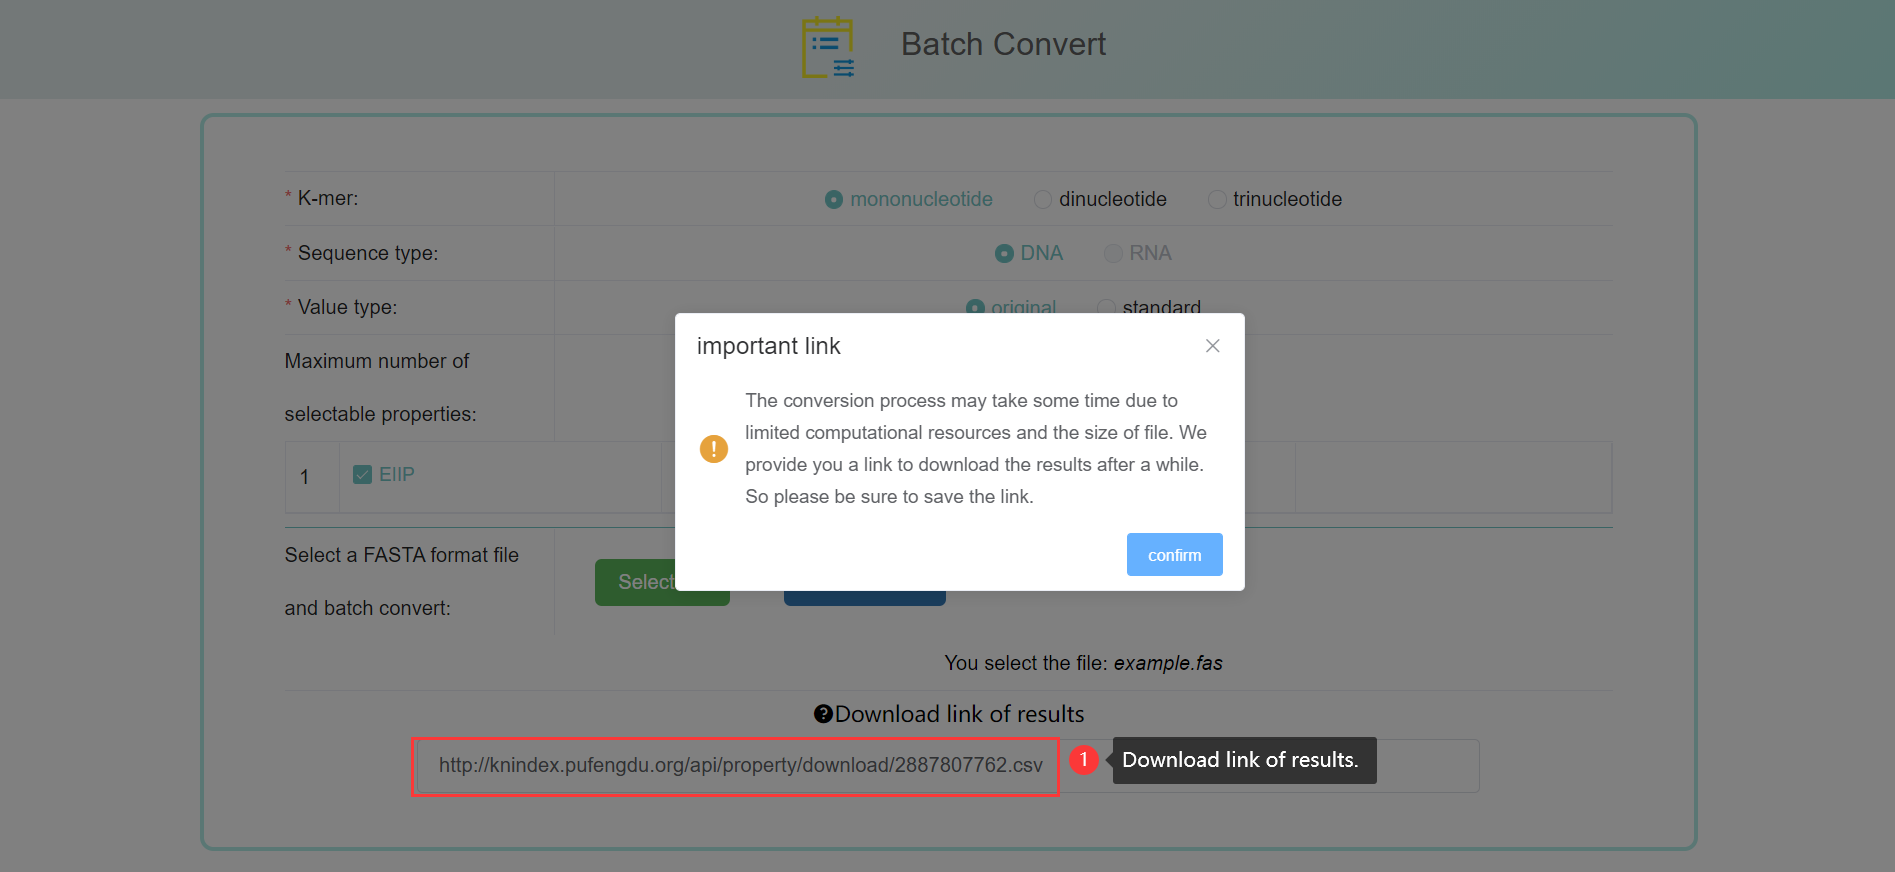 Batch Convert
* K-mer:
mononucleotide dinucleotide trinucleotide
* Sequence type:
DNA RNA
* Value type:
original standard
Maximum number of
selectable properties:
important link
The conversion process may take some time due to
limited computational resources and the size of file. We
provide you a link to download the results after a while.
So please be sure to save the link.
confirm
1 EIIP
Select a FASTA format file
and batch convert:
Select
You select the file: example.fas
Download link of results
http://knindex.pufengdu.org/api/property/download/2887807762.csv
1 Download link of results.